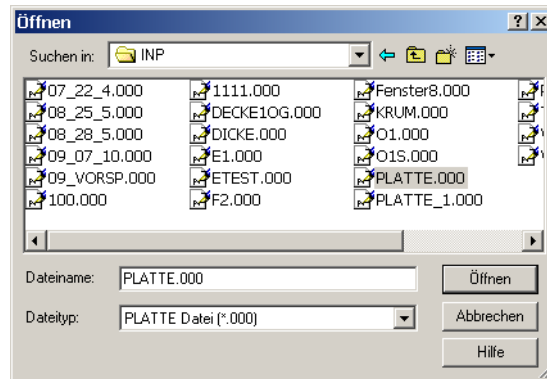 Öffnen
Suchen in: INP
07_22_4.000 1111.000 Fenster8.000
08_25_5.000 DECKE1OG.000 KRUM.000
08_28_5.000 DICKE.000 O1.000
09_07_10.000 E1.000 O1S.000
09_VORSP.000 ETEST.000 PLATTE.000
100.000 F2.000 PLATTE_1.000
Dateiname: PLATTE.000 Öffnen
Dateityp: PLATTE Datei (*.000) Abbrechen
Hilfe